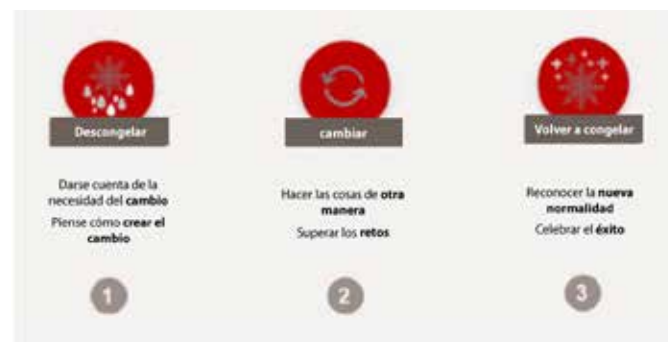 Descongelar
Darse cuenta de la
necesidad del cambio
Piense cómo crear el
cambio
1
cambiar
Hacer las cosas de otra
manera
Superar los retos
2
Volver a congelar
Reconocer la nueva
normalidad
Celebrar el éxito
3